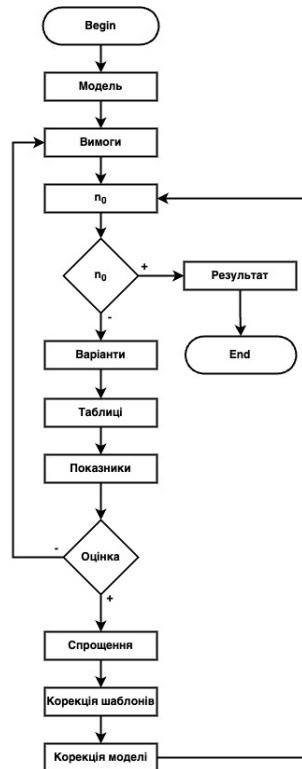 Begin
Модель
Вимоги
n₀
n₀
+
Результат
-
End
Варіанти
Таблиці
Показники
-
Оцінка
+
Спрощення
Корекція шаблонів
Корекція моделі